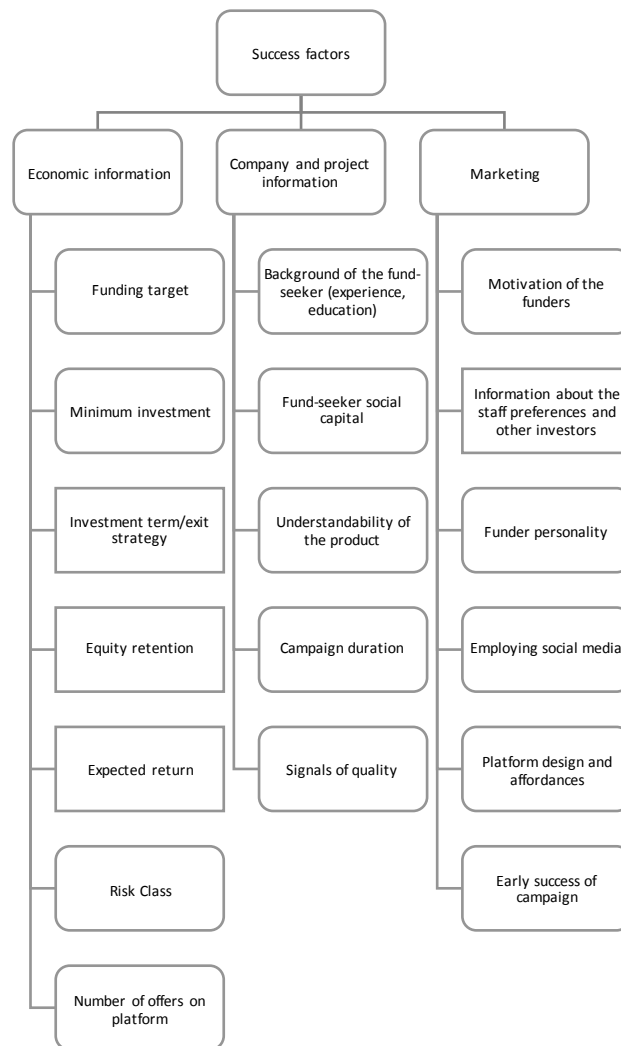 Success factors
Economic information
Company and project
information
Marketing
Funding target
Minimum investment
Investment term/exit
strategy
Equity retention
Expected return
Risk Class
Number of offers on
platform
Background of the fund-
seeker (experience,
education)
Fund-seeker social
capital
Understandability of
the product
Campaign duration
Signals of quality
Motivation of the
funders
Information about the
staff preferences and
other investors
Funder personality
Employing social media
Platform design and
affordances
Early success of
campaign